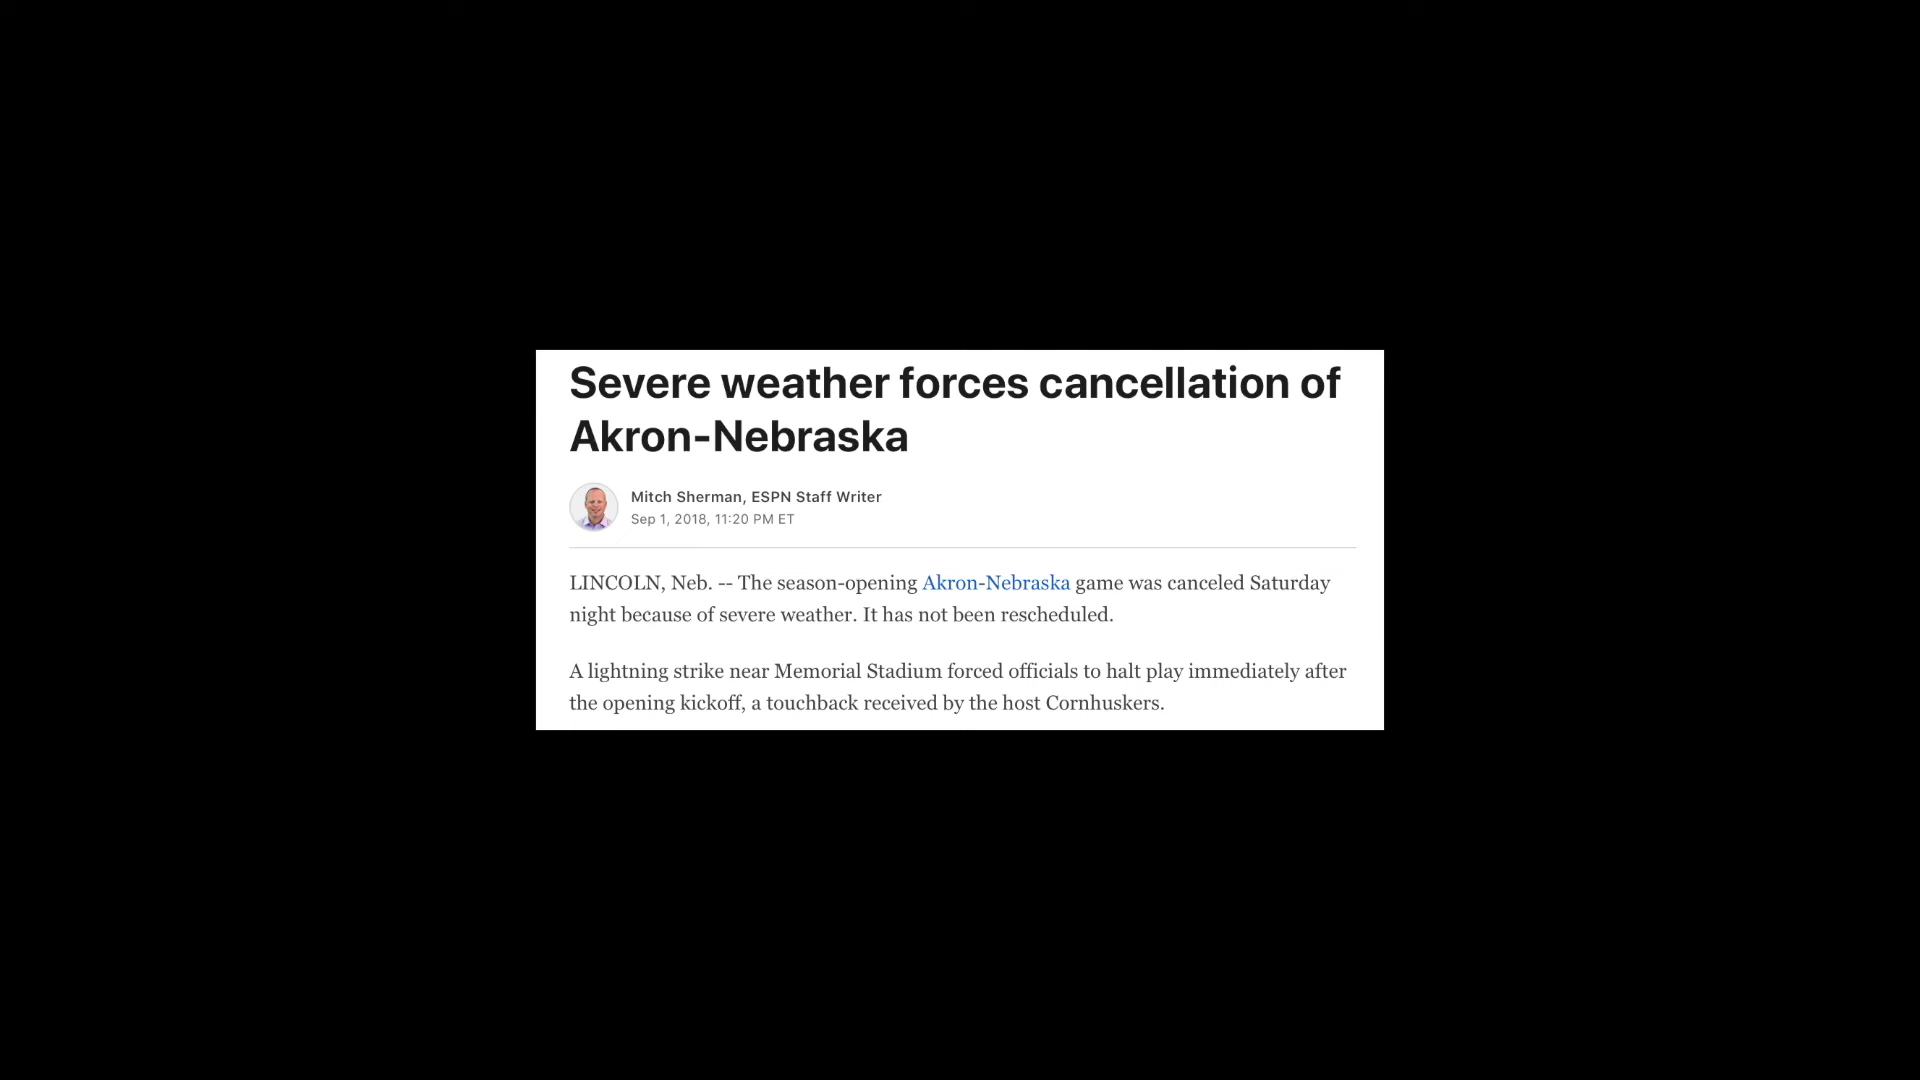 Severe weather forces cancellation of
Akron-Nebraska
Mitch Sherman, ESPN Staff Writer
Sep 1, 2018, 11:20 PM ET
LINCOLN, Neb. -- The season-opening Akron-Nebraska game was canceled Saturday
night because of severe weather. It has not been rescheduled.
A lightning strike near Memorial Stadium forced officials to halt play immediately after
the opening kickoff, a touchback received by the host Cornhuskers.